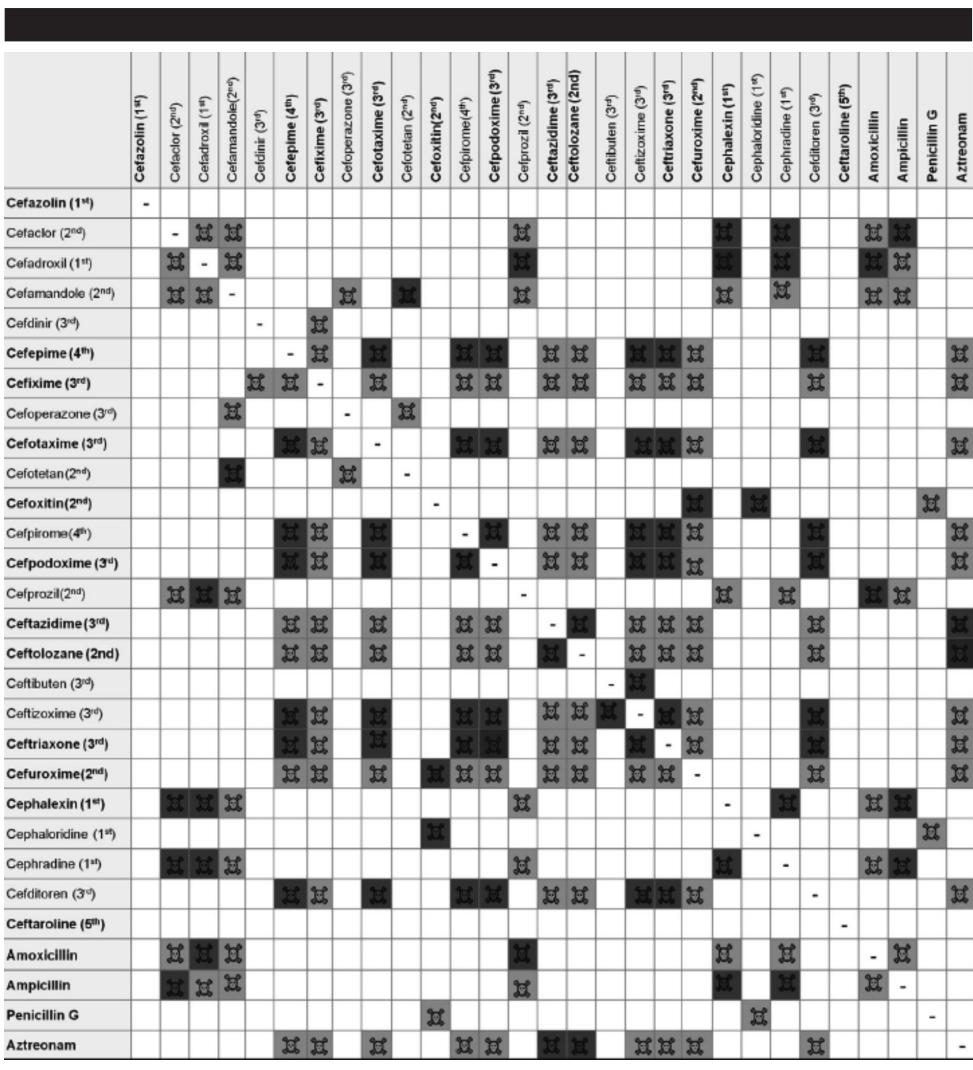 Cefazolin (1st)
Cefaclor (2nd)
Cefadroxil (1st)
Cefamandole(2nd)
Cefdinir (3rd)
Cefepime (4th)
Cefixime (3rd)
Cefoperazone (3rd)
Cefotaxime (3rd)
Cefotetan (2nd)
Cefoxitin(2nd)
Cefpirome(4th)
Cefpodoxime (3rd)
Cefprozil (2nd)
Ceftazidime (3rd)
Ceftolozane (2nd)
Ceftibuten (3rd)
Ceftizoxime (3rd)
Ceftriaxone (3rd)
Cefuroxime (2nd)
Cephalexin (1st)
Cephaloridine (1st)
Cephradine (1st)
Cefditoren (3rd)
Ceftaroline (5th)
Amoxicillin
Ampicillin
Penicillin G
Aztreonam
Cefazolin (1st) -
Cefaclor (2nd) -
Cefadroxil (1st) -
Cefamandole (2nd) -
Cefdinir (3rd) -
Cefepime (4th) -
Cefixime (3rd) -
Cefoperazone (3rd) -
Cefotaxime (3rd) -
Cefotetan(2nd) -
Cefoxitin(2nd) -
Cefpirome(4th) -
Cefpodoxime (3rd) -
Cefprozil(2nd) -
Ceftazidime (3rd) -
Ceftolozane (2nd) -
Ceftibuten (3rd) -
Ceftizoxime (3rd) -
Ceftriaxone (3rd) -
Cefuroxime(2nd) -
Cephalexin (1st) -
Cephaloridine (1st) -
Cephradine (1st) -
Cefditoren (3rd) -
Ceftaroline (5th) -
Amoxicillin -
Ampicillin -
Penicillin G -
Aztreonam -